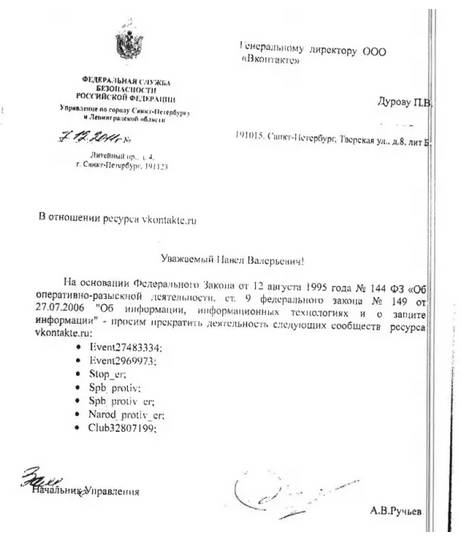 Генеральному директору ООО
«Вконтакте»
ФЕДЕРАЛЬНАЯ СЛУЖБА
БЕЗОПАСНОСТИ
РОССИЙСКОЙ ФЕДЕРАЦИИ
Управление по городу Санкт-Петербургу
и Ленинградской области
Дурову П.В.
7.12.2011 №
Литейный пр., д. 4,
г. Санкт-Петербург, 191123
191015, Санкт-Петербург, Тверская ул., д.8, лит Б
В отношении ресурса vkontakte.ru
Уважаемый Павел Валерьевич!
На основании Федерального Закона от 12 августа 1995 года № 144 ФЗ «Об
оперативно-разыскной деятельности, ст. 9 федерального закона № 149 от
27.07.2006 "Об информации, информационных технологиях и о защите
информации" - просим прекратить деятельность следующих сообществ ресурса
vkontakte.ru:
• Event27483334;
• Event2969973;
• Stop_er;
• Spb_protiv;
• Spb_protiv_er;
• Narod_protiv_er;
• Club32807199;
Зам
Начальник Управления
А.В.Ручьев